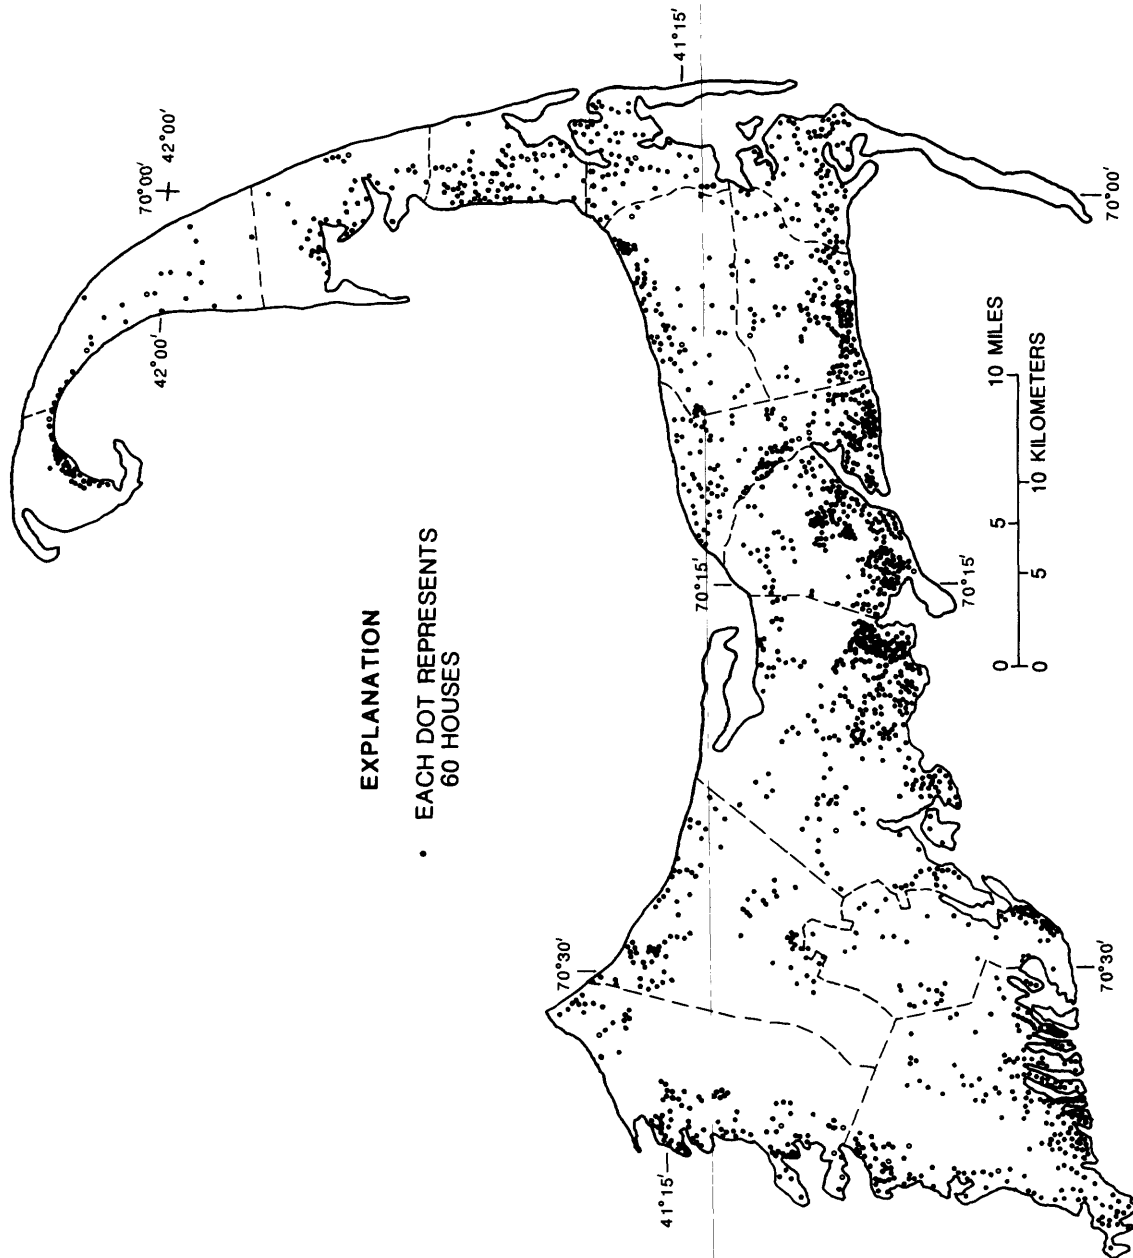 41°15′
42°00′
70°00′
42°00′
EXPLANATION
• EACH DOT REPRESENTS
60 HOUSES
70°15′
70°15′
70°00′
10 MILES
10 KILOMETERS
5
5
0
0
70°30′
70°30′
41°15′